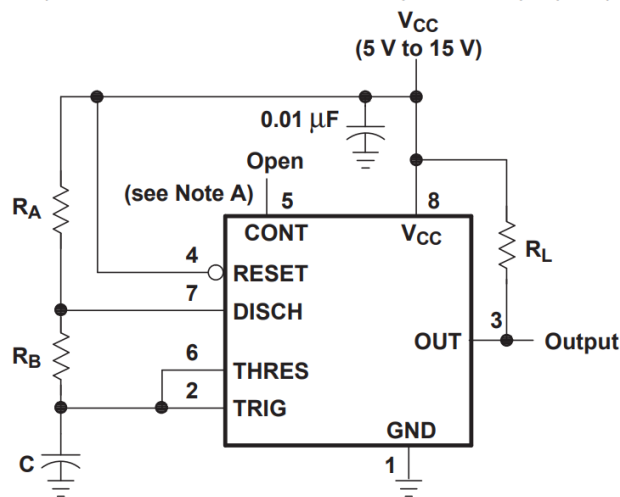 VCC
(5 V to 15 V)
0.01 μF
Open
(see Note A)
5
8
RA
CONT
VCC
RL
4
RESET
7
DISCH
3
OUT
Output
RB
6
THRES
2
TRIG
GND
C
1